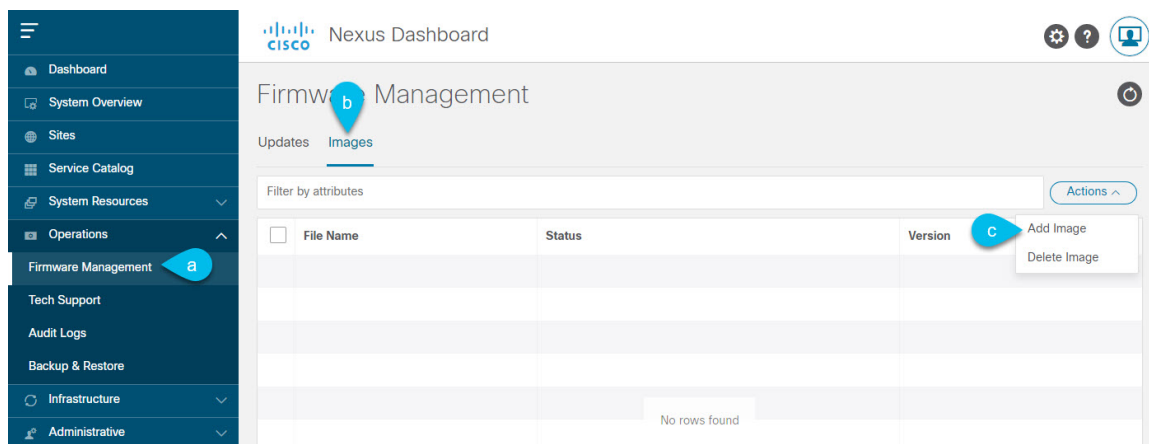 CISCO
Nexus Dashboard
Dashboard
System Overview
Sites
Service Catalog
System Resources
Operations
Firmware Management
a
Tech Support
Audit Logs
Backup & Restore
Infrastructure
Administrative
?
Firmware Management
b
Updates Images
Filter by attributes
Actions
File Name Status Version
c
Add Image
Delete Image
No rows found